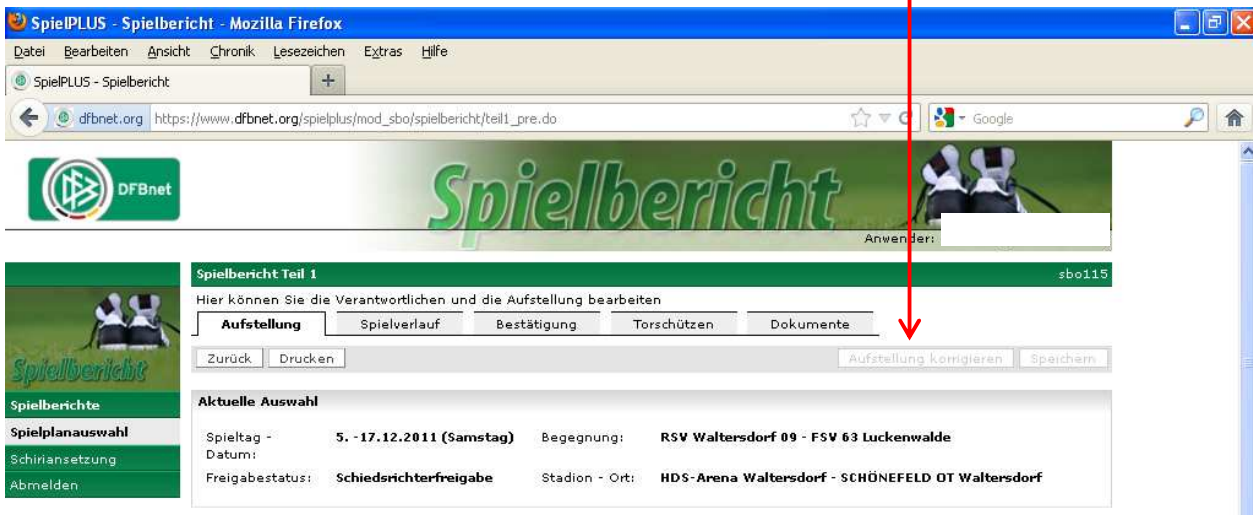 SpielPLUS - Spielbericht - Mozilla Firefox
Datei Bearbeiten Ansicht Chronik Lesezeichen Extras Hilfe
SpielPLUS - Spielbericht +
dfbnet.org https://www.dfbnet.org/spielplus/mod_sbo/spielbericht/teil1_pre.do Google
DFBnet
Spielbericht
Anwender:
Spielbericht Teil 1 sbo115
Hier können Sie die Verantwortlichen und die Aufstellung bearbeiten
Aufstellung Spielverlauf Bestätigung Torschützen Dokumente
Zurück Drucken Aufstellung korrigieren Speichern
Spielbericht
Spielberichte
Spielplanauswahl
Schiriansetzung
Abmelden
Aktuelle Auswahl
Spieltag - Datum: 5. -17.12.2011 (Samstag) Begegnung: RSV Waltersdorf 09 - FSV 63 Luckenwalde
Freigabestatus: Schiedsrichterfreigabe Stadion - Ort: HDS-Arena Waltersdorf - SCHÖNEFELD OT Waltersdorf